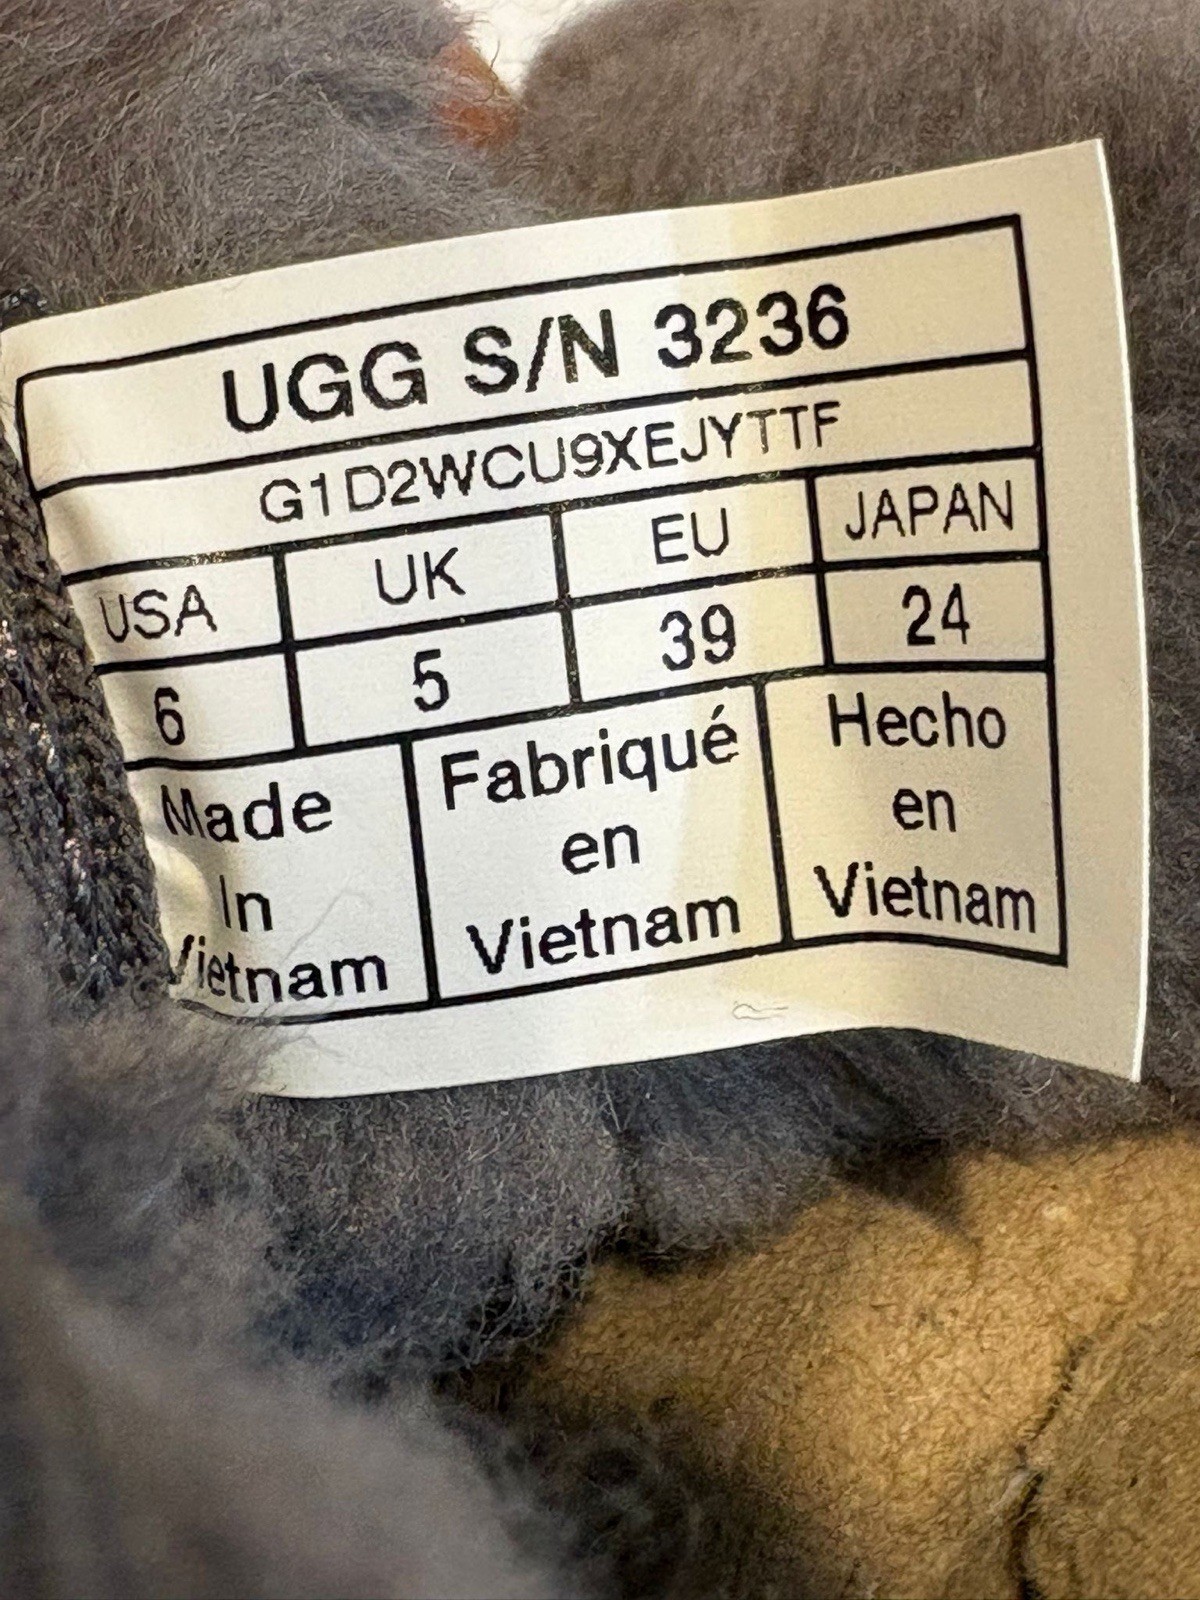 UGG S/N 3236
G1D2WCU9XEJYTTF
USA UK EU JAPAN
6 5 39 24
Made
In
Vietnam
Fabriqué
en
Vietnam
Hecho
en
Vietnam